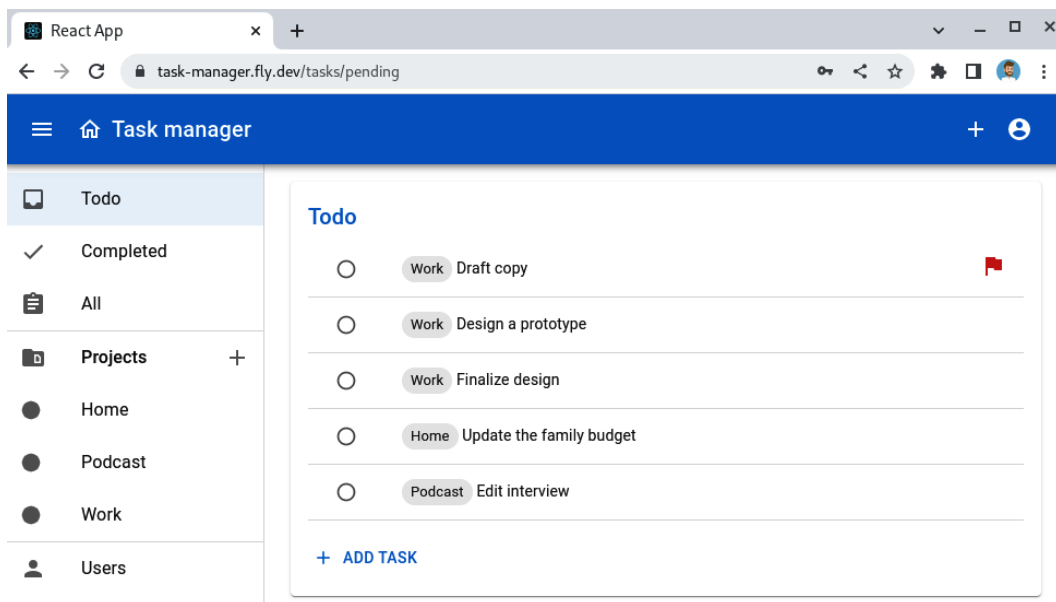 React App
task-manager.fly.dev/tasks/pending
Task manager
Todo
Completed
All
Projects
Home
Podcast
Work
Users
Todo
Work Draft copy
Work Design a prototype
Work Finalize design
Home Update the family budget
Podcast Edit interview
+ ADD TASK